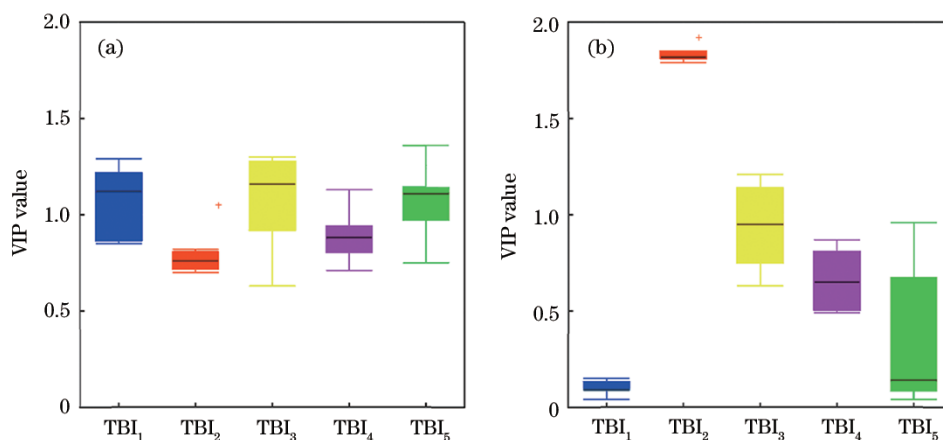 (a)
VIP value
2.0
1.5
1.0
0.5
0
TBI₁ TBI₂ TBI₃ TBI₄ TBI₅
(b)
VIP value
2.0
1.5
1.0
0.5
0
TBI₁ TBI₂ TBI₃ TBI₄ TBI₅